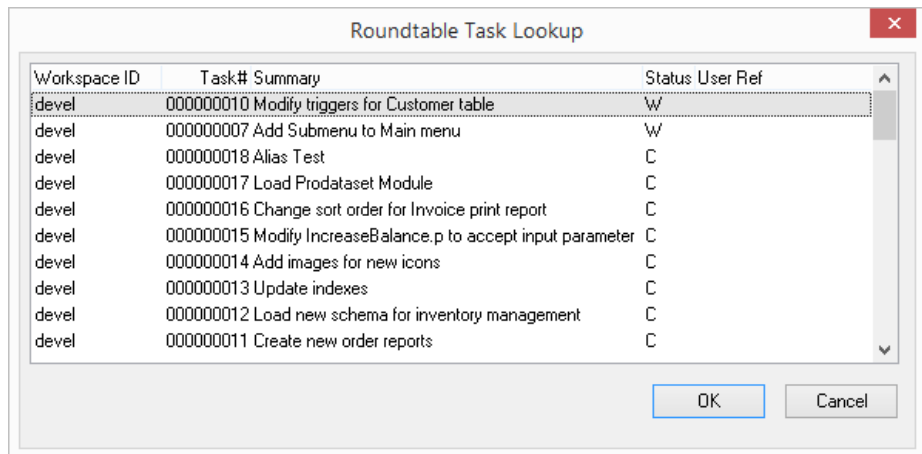 Roundtable Task Lookup
Workspace ID Task# Summary Status User Ref
devel 000000010 Modify triggers for Customer table W
devel 000000007 Add Submenu to Main menu W
devel 000000018 Alias Test C
devel 000000017 Load Prodataset Module C
devel 000000016 Change sort order for Invoice print report C
devel 000000015 Modify IncreaseBalance.p to accept input parameter C
devel 000000014 Add images for new icons C
devel 000000013 Update indexes C
devel 000000012 Load new schema for inventory management C
devel 000000011 Create new order reports C
OK Cancel